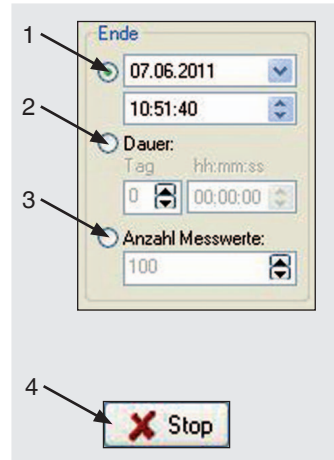 Ende
1
07.06.2011
10:51:40
2
Dauer:
Tag hh:mm:ss
0 00:00:00
3
Anzahl Messwerte:
100
4
Stop